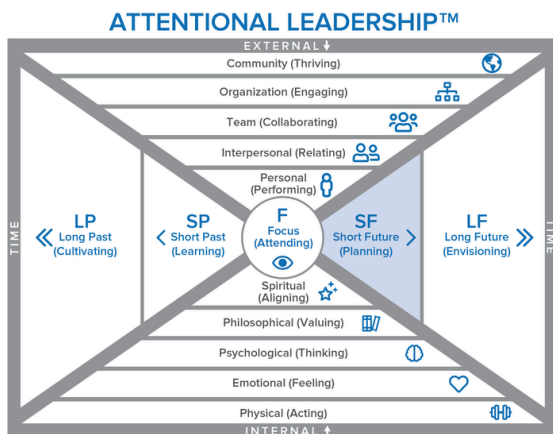 ATTENTIONAL LEADERSHIP™
EXTERNAL
Community (Thriving)
Organization (Engaging)
Team (Collaborating)
Interpersonal (Relating)
Personal
(Performing)
TIME
LP
Long Past
(Cultivating)
SP
Short Past
(Learning)
F
Focus
(Attending)
SF
Short Future
(Planning)
LF
Long Future
(Envisioning)
TIME
Spiritual
(Aligning)
Philosophical (Valuing)
Psychological (Thinking)
Emotional (Feeling)
Physical (Acting)
INTERNAL